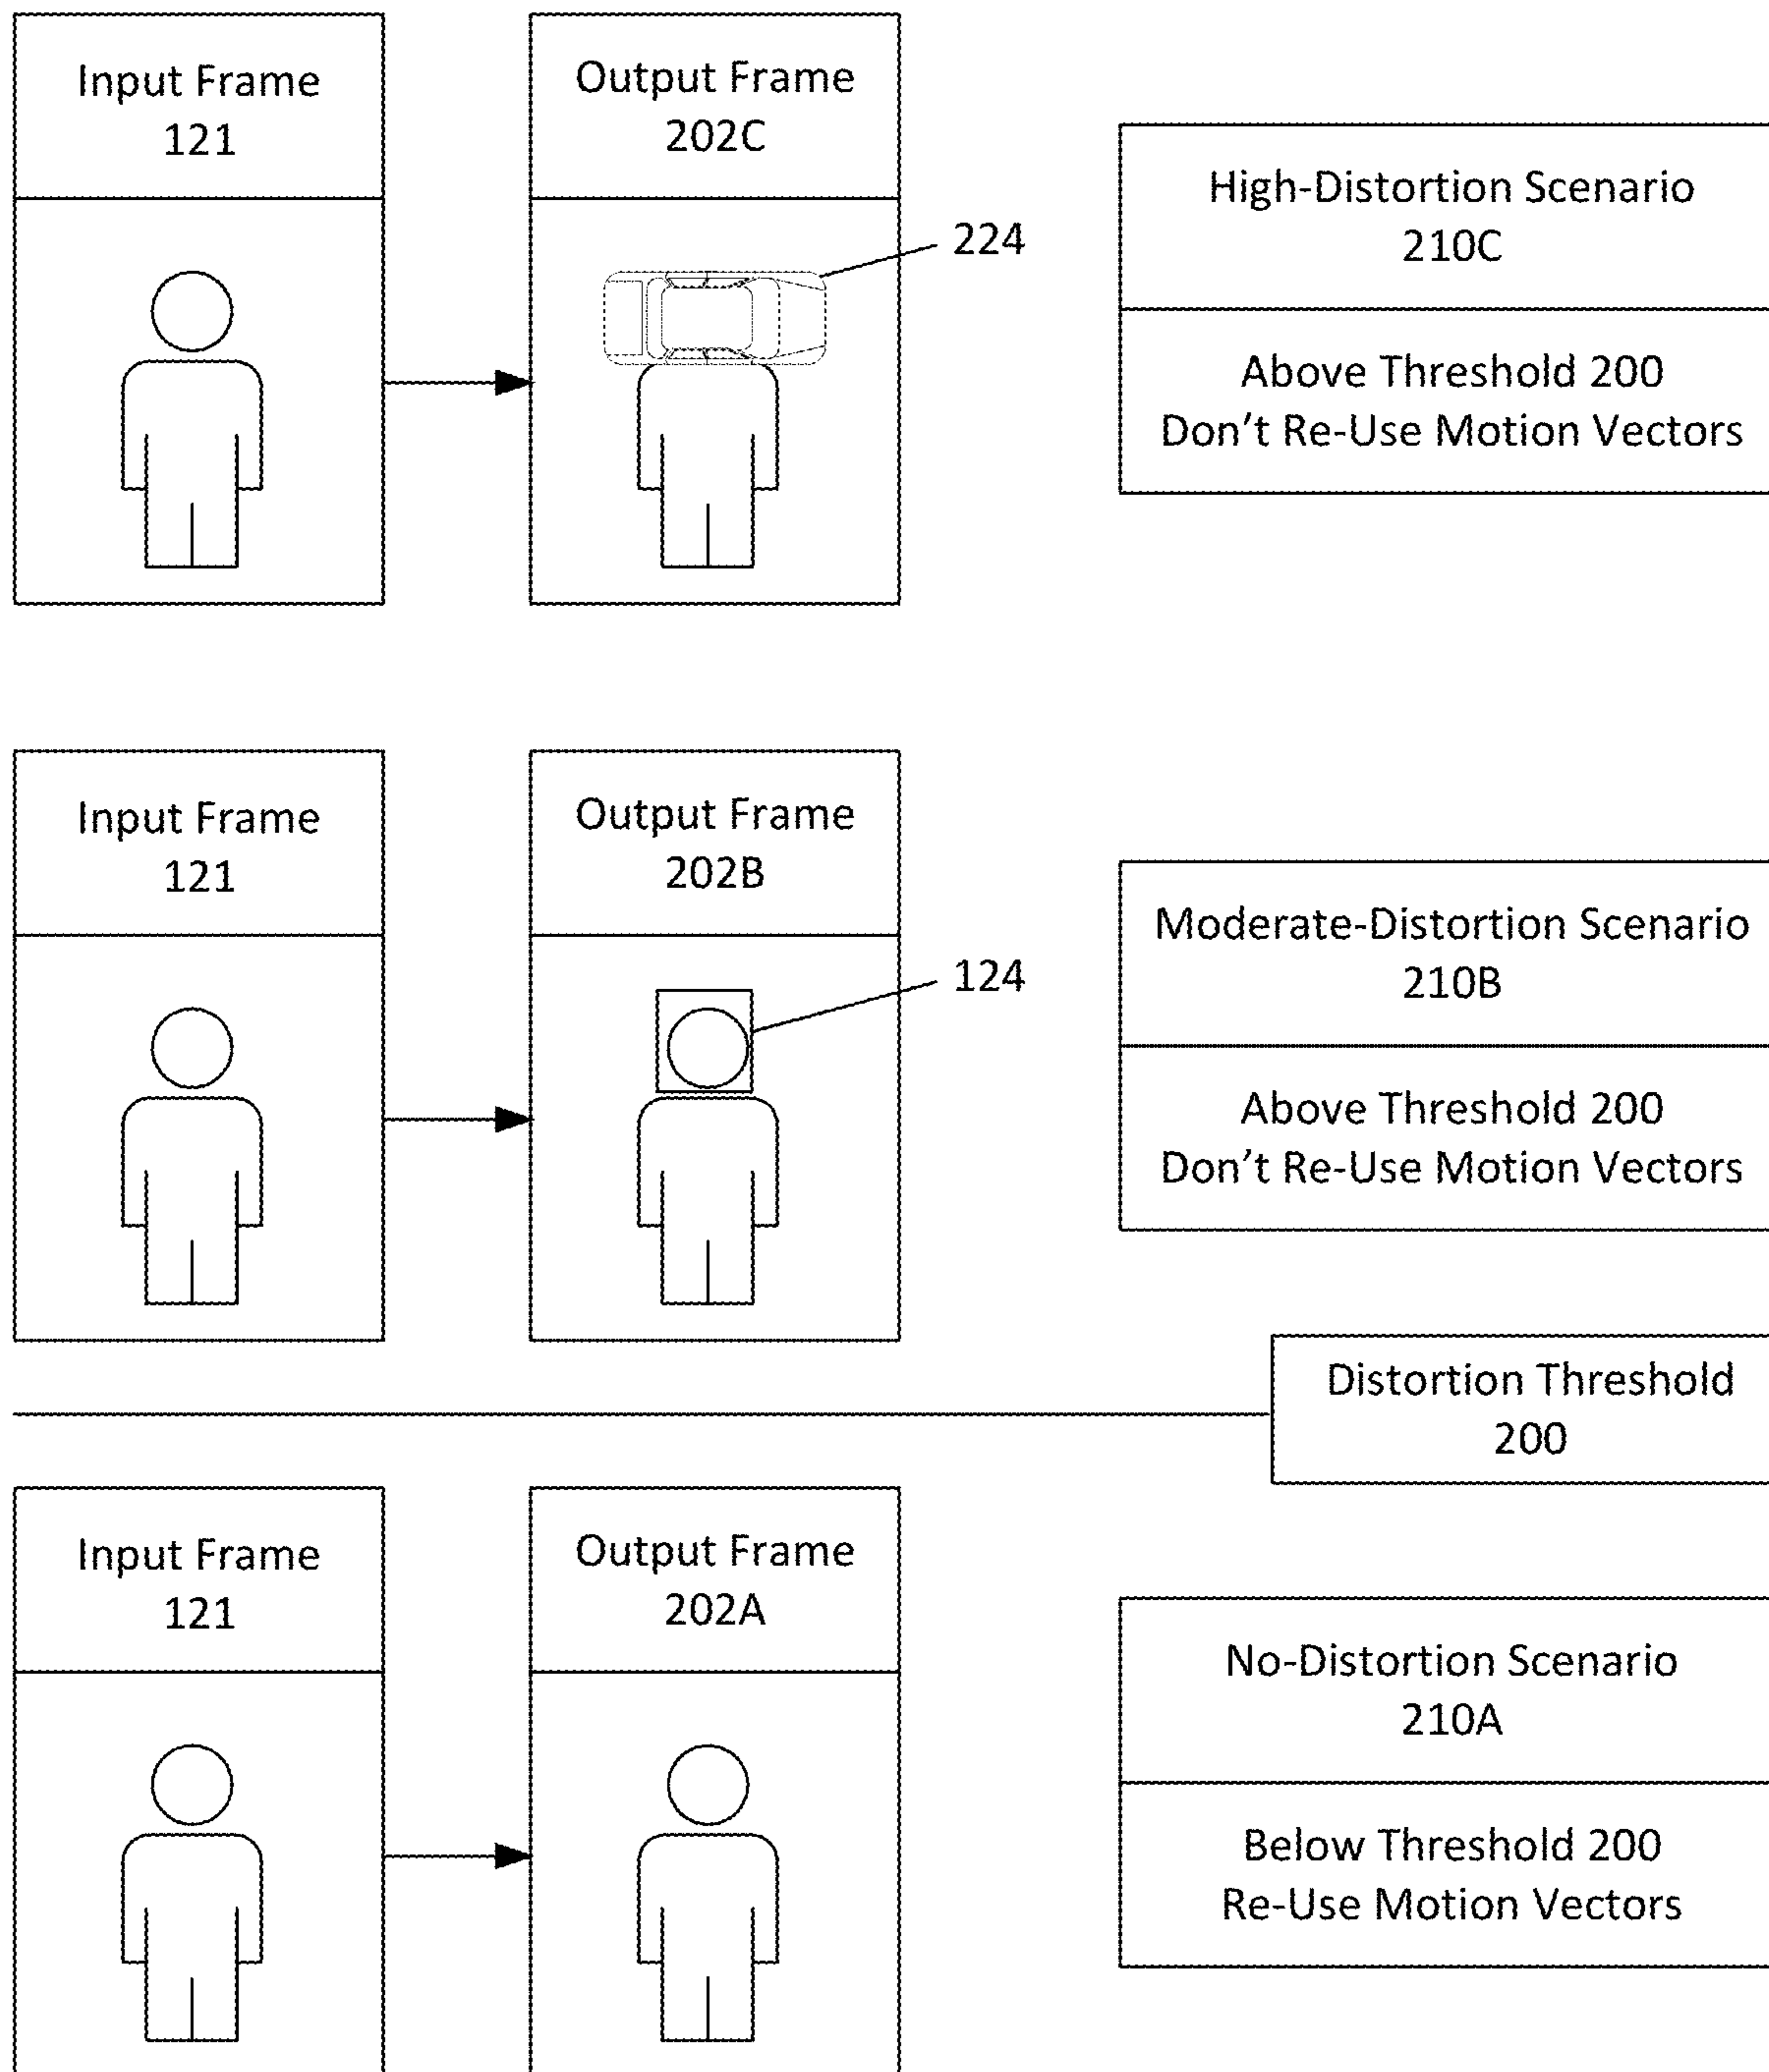 Input Frame
121
Output Frame
202C
224
High-Distortion Scenario
210C
Above Threshold 200
Don't Re-Use Motion Vectors
Input Frame
121
Output Frame
202B
124
Moderate-Distortion Scenario
210B
Above Threshold 200
Don't Re-Use Motion Vectors
Distortion Threshold
200
Input Frame
121
Output Frame
202A
No-Distortion Scenario
210A
Below Threshold 200
Re-Use Motion Vectors